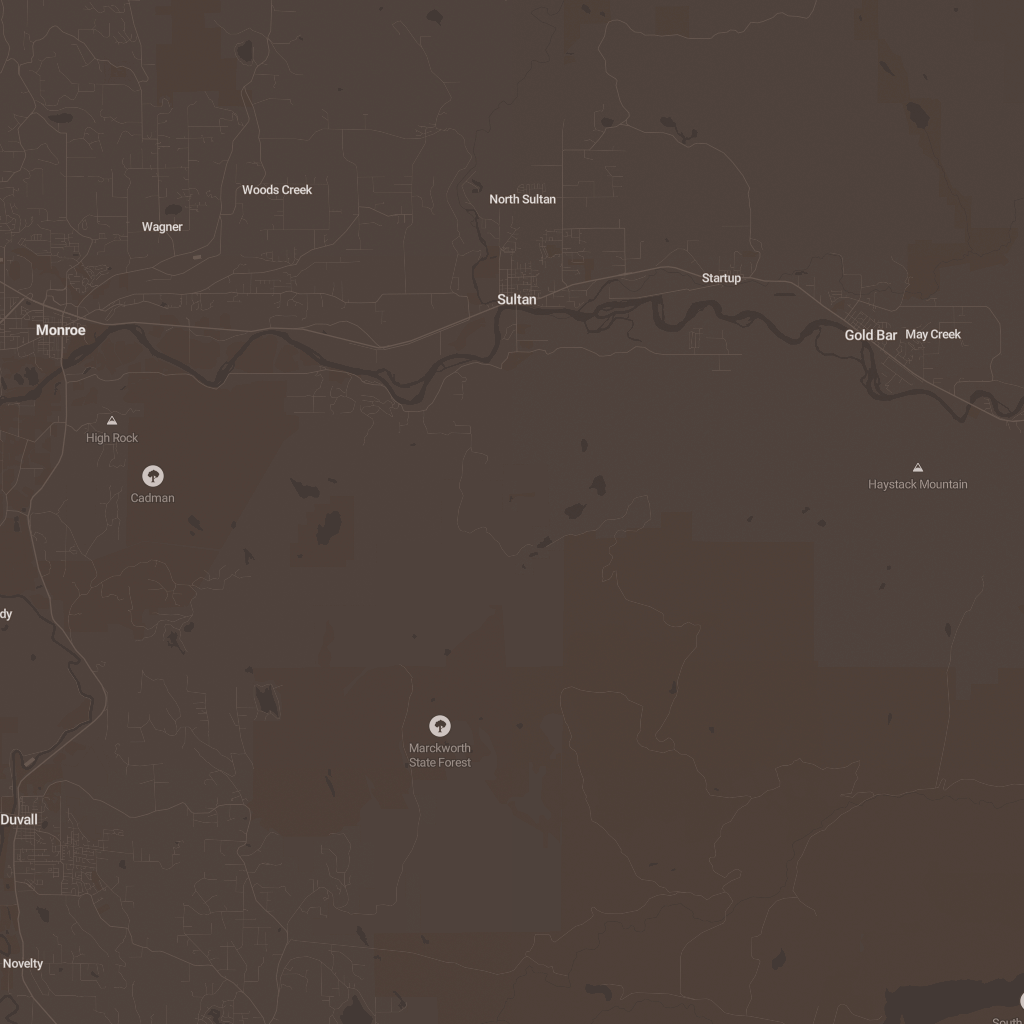 Woods Creek
North Sultan
Wagner
Startup
Sultan
Monroe
Gold Bar
May Creek
High Rock
Haystack Mountain
Cadman
dy
Marckworth
State Forest
Duvall
Novelty
South